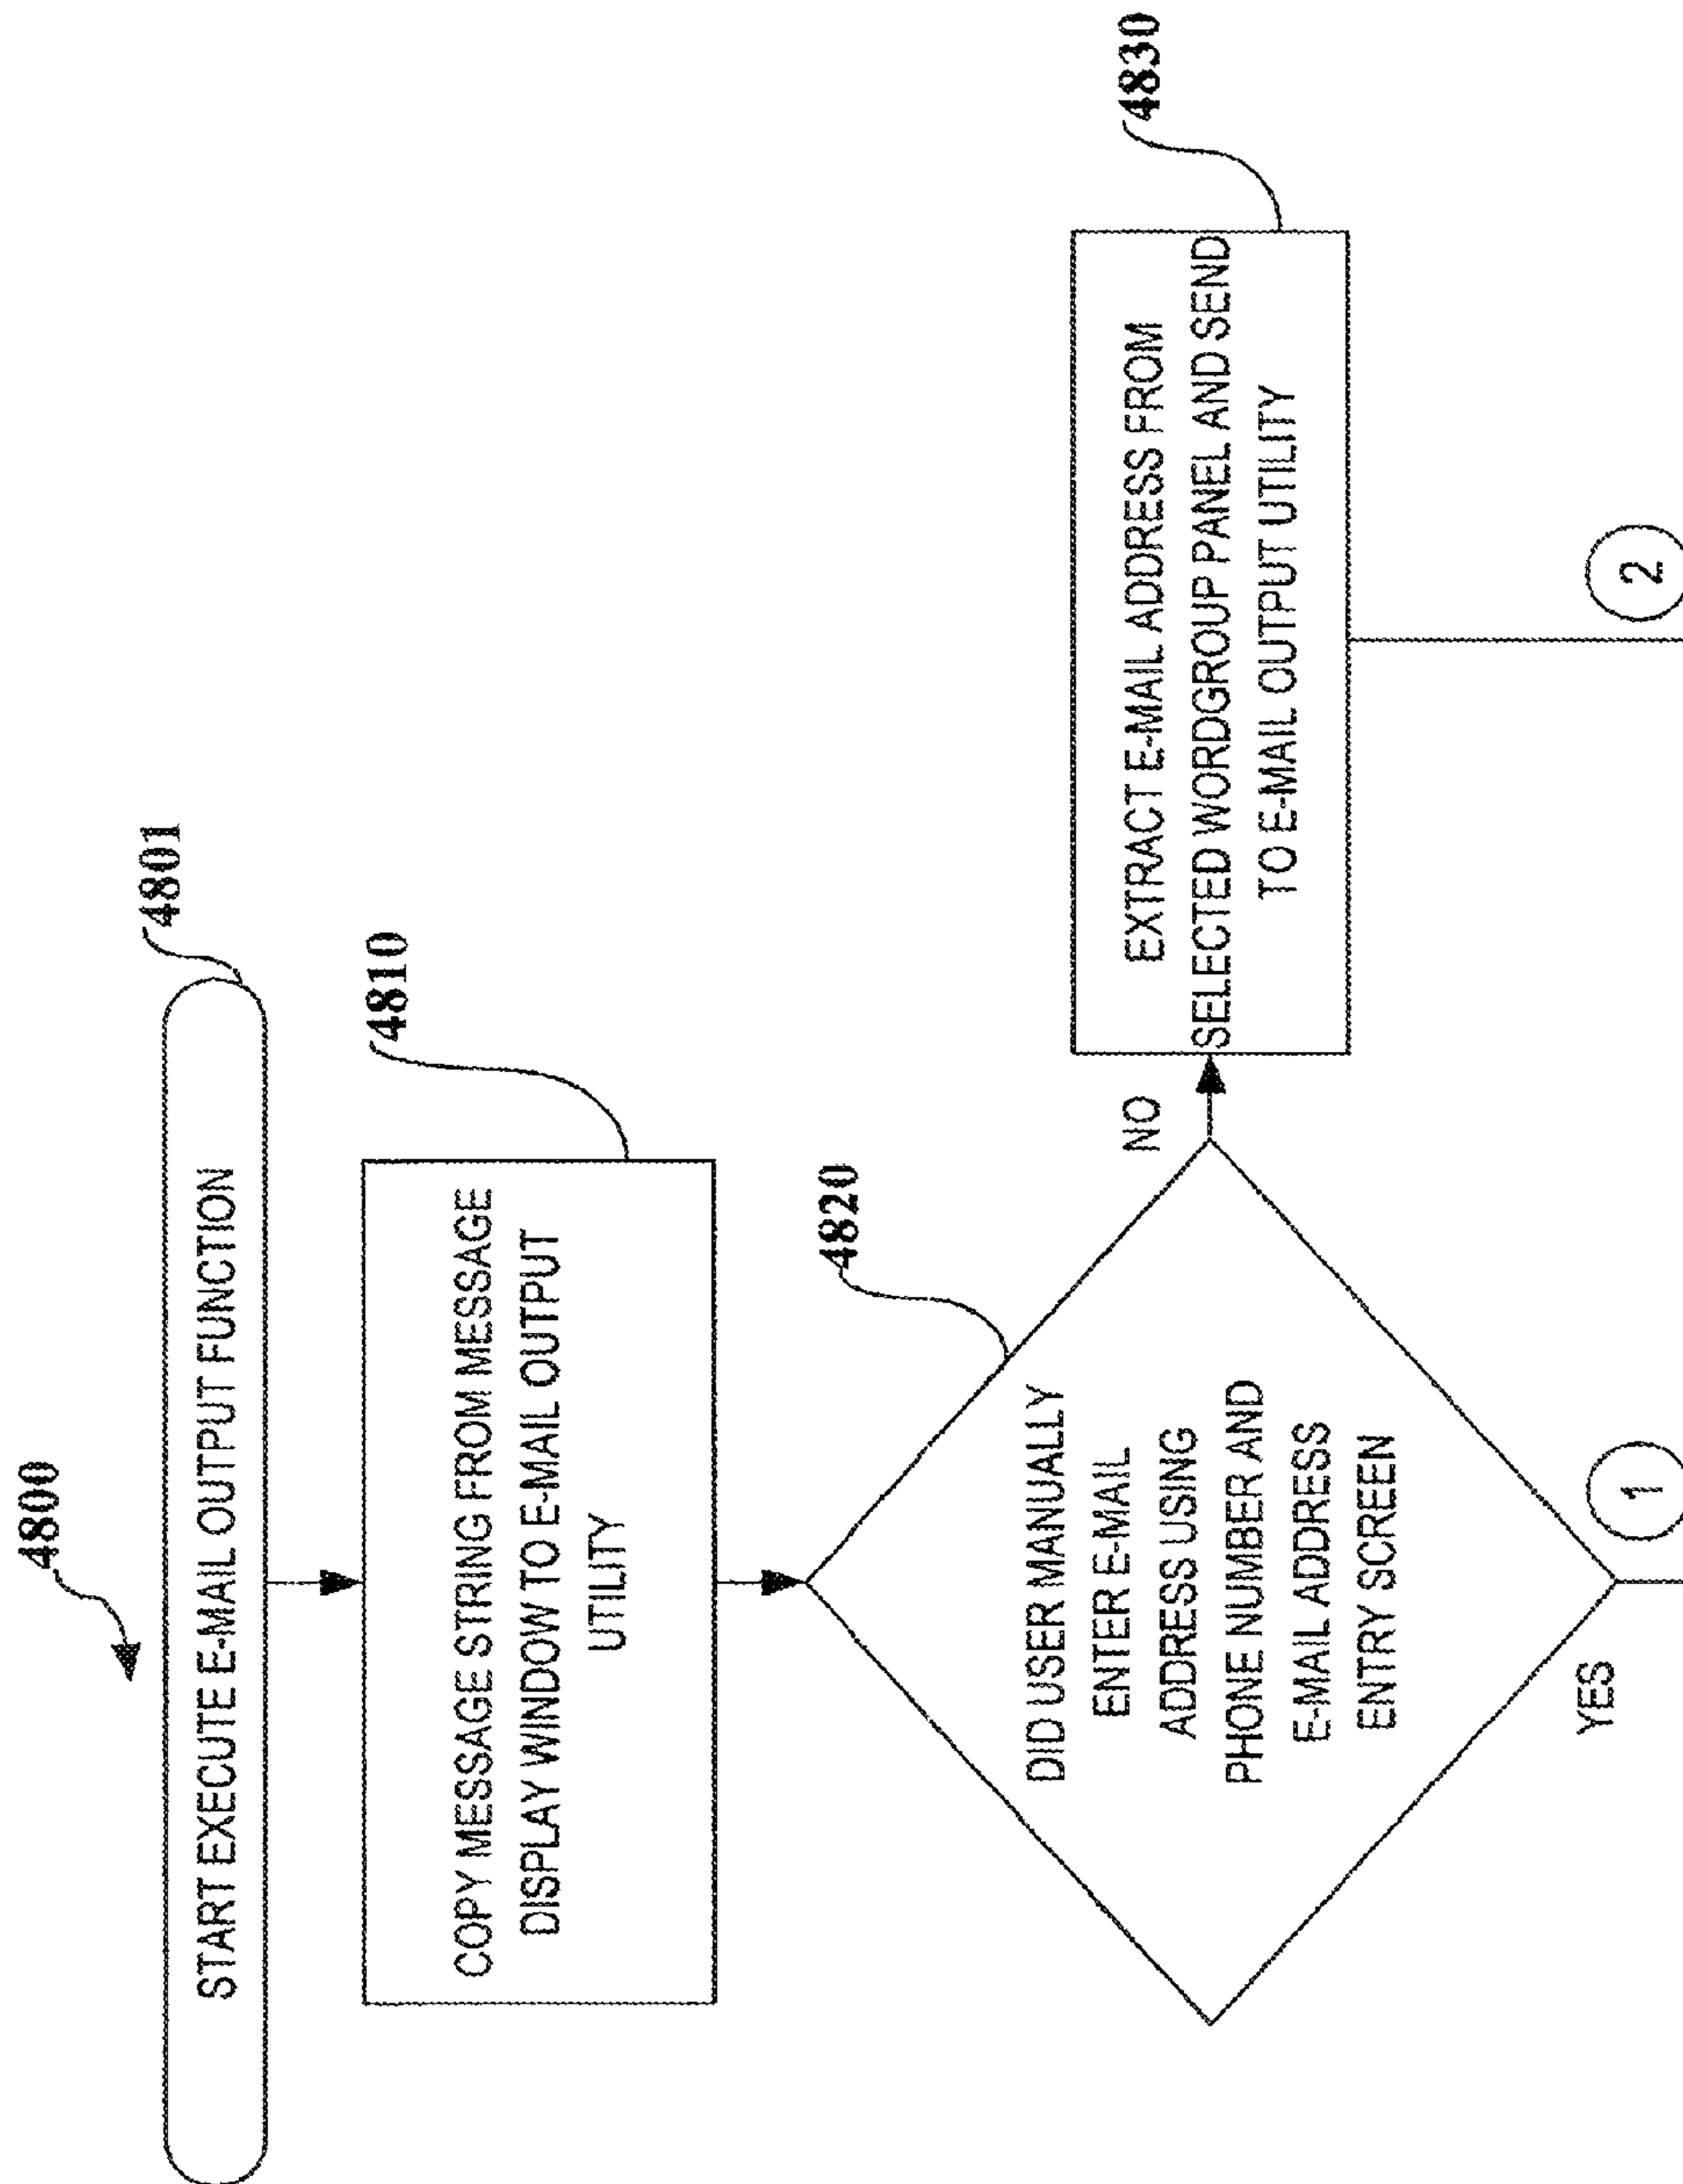 4800
4801
START EXECUTE E-MAIL OUTPUT FUNCTION
4810
COPY MESSAGE STRING FROM MESSAGE
DISPLAY WINDOW TO E-MAIL OUTPUT
UTILITY
4820
DID USER MANUALLY
ENTER E-MAIL
ADDRESS USING
PHONE NUMBER AND
E-MAIL ADDRESS
ENTRY SCREEN
NO
4830
EXTRACT E-MAIL ADDRESS FROM
SELECTED WORDGROUP PANEL AND SEND
TO E-MAIL OUTPUT UTILITY
YES
1
2